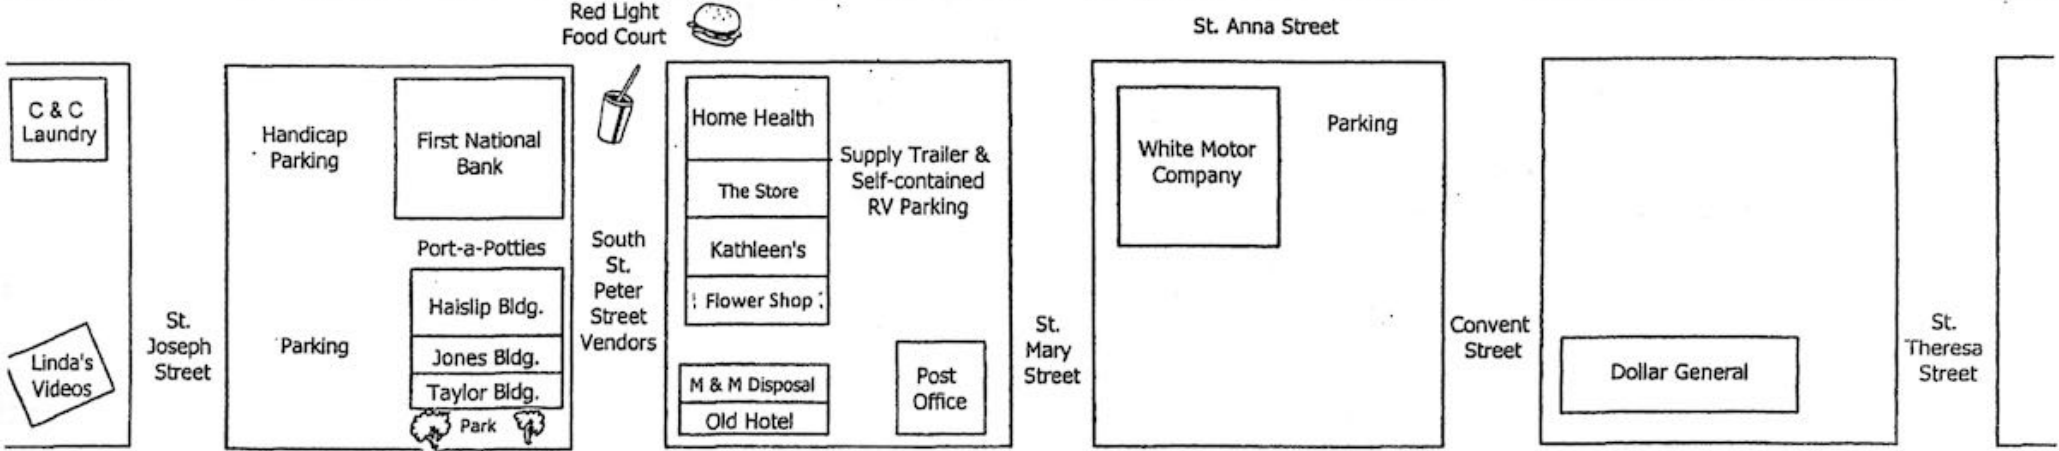 Red Light
Food Court
St. Anna Street
C & C
Laundry
Handicap
Parking
First National
Bank
Home Health
The Store
Kathleen's
Flower Shop
Supply Trailer &
Self-contained
RV Parking
White Motor
Company
Parking
Port-a-Potties
Haislip Bldg.
Jones Bldg.
Taylor Bldg.
Park
South
St.
Peter
Street
Vendors
St.
Joseph
Street
Parking
Linda's
Videos
M & M Disposal
Old Hotel
Post
Office
St.
Mary
Street
Convent
Street
Dollar General
St.
Theresa
Street